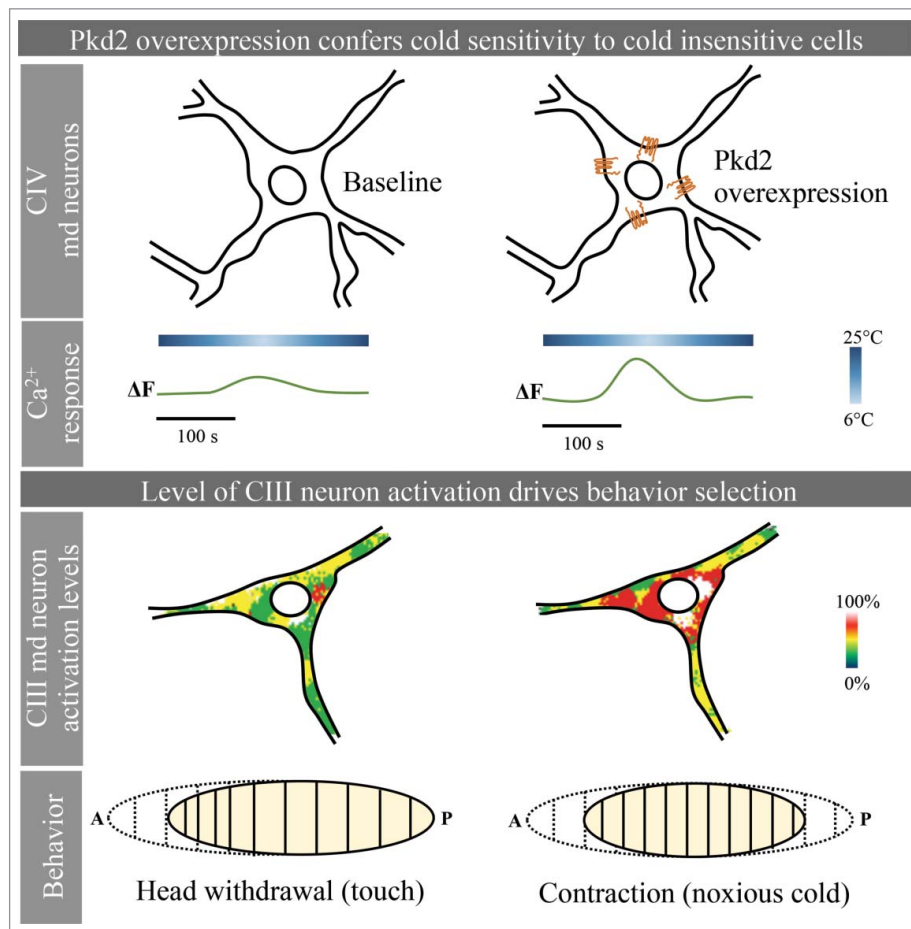 Pkd2 overexpression confers cold sensitivity to cold insensitive cells
CIV
md neurons
Baseline
Pkd2
overexpression
Ca²⁺
response
ΔF
100 s
ΔF
100 s
25°C
6°C
Level of CIII neuron activation drives behavior selection
CIII md neuron
activation levels
100%
0%
Behavior
A
P
A
P
Head withdrawal (touch)
Contraction (noxious cold)